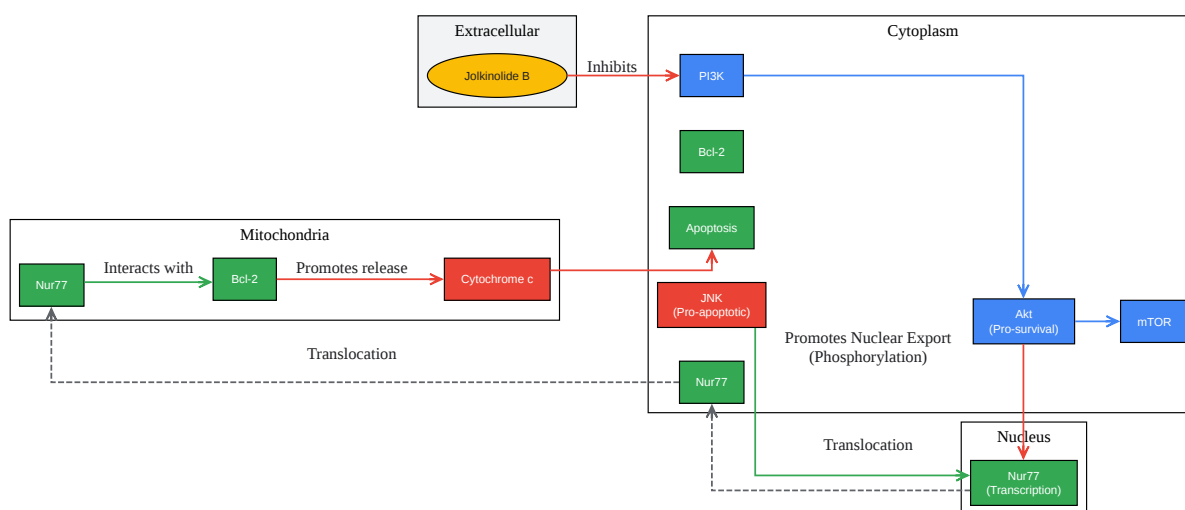 Extracellular
Cytoplasm
Jolkinolide B
Inhibits
PI3K
Bcl-2
Apoptosis
Mitochondria
Nur77
Interacts with
Bcl-2
Promotes release
Cytochrome c
JNK
(Pro-apoptotic)
Akt
(Pro-survival)
mTOR
Promotes Nuclear Export
(Phosphorylation)
Translocation
Nur77
Translocation
Nucleus
Nur77
(Transcription)